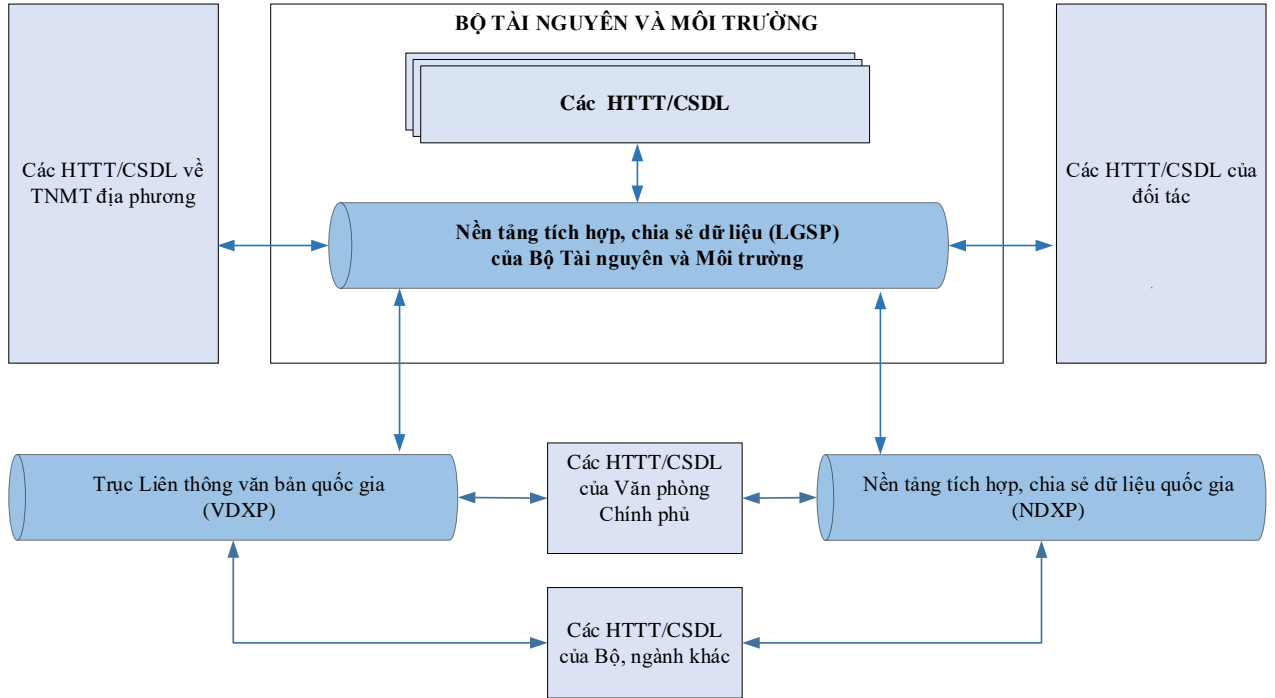 BỘ TÀI NGUYÊN VÀ MÔI TRƯỜNG
Các HTTT/CSDL
Các HTTT/CSDL về
TNMT địa phương
Các HTTT/CSDL của
đối tác
Nền tảng tích hợp, chia sẻ dữ liệu (LGSP)
của Bộ Tài nguyên và Môi trường
Trục Liên thông văn bản quốc gia
(VDXP)
Các HTTT/CSDL
của Văn phòng
Chính phủ
Nền tảng tích hợp, chia sẻ dữ liệu quốc gia
(NDXP)
Các HTTT/CSDL
của Bộ, ngành khác